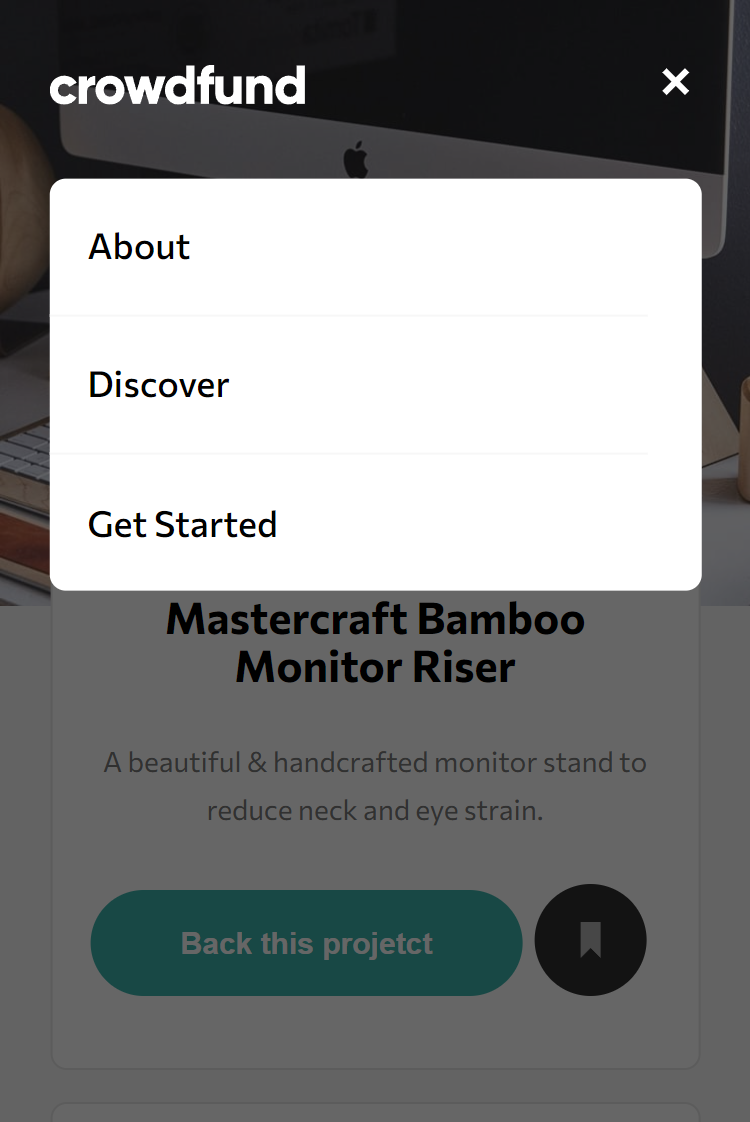 crowdfund
About
Discover
Get Started
Mastercraft Bamboo
Monitor Riser
A beautiful & handcrafted monitor stand to
reduce neck and eye strain.
Back this projetct